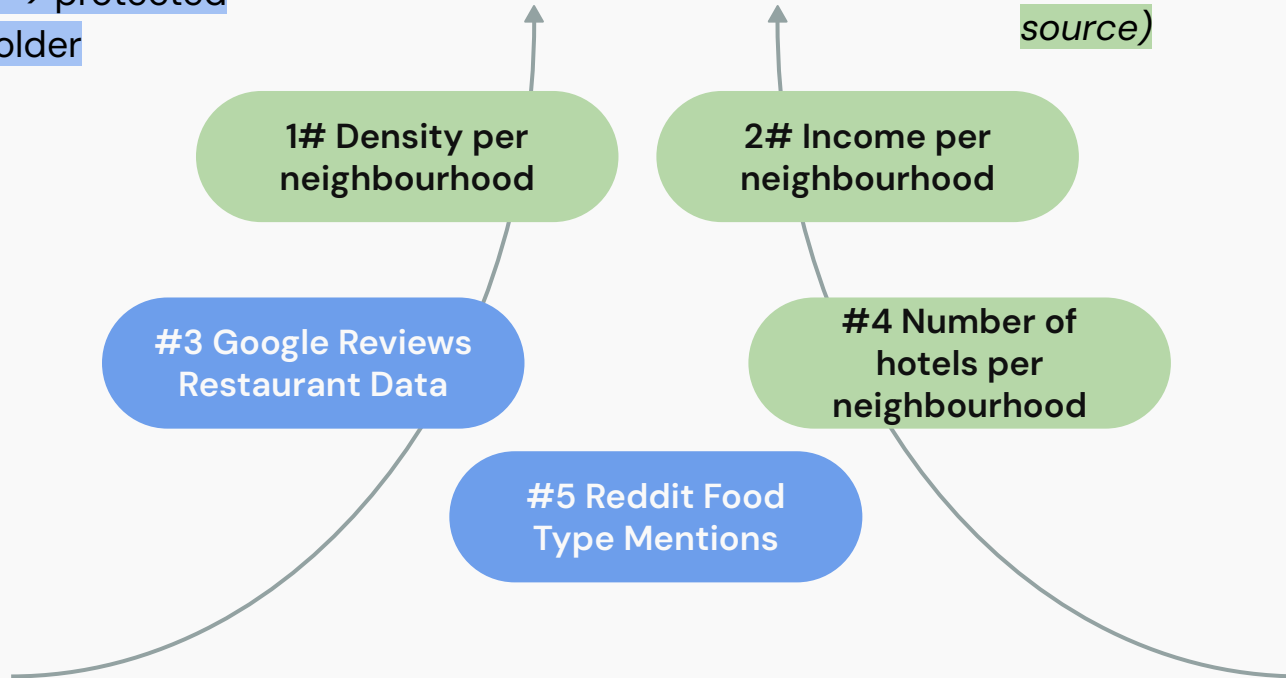 → protected
older
source)
1# Density per
neighbourhood
2# Income per
neighbourhood
#3 Google Reviews
Restaurant Data
#4 Number of
hotels per
neighbourhood
#5 Reddit Food
Type Mentions